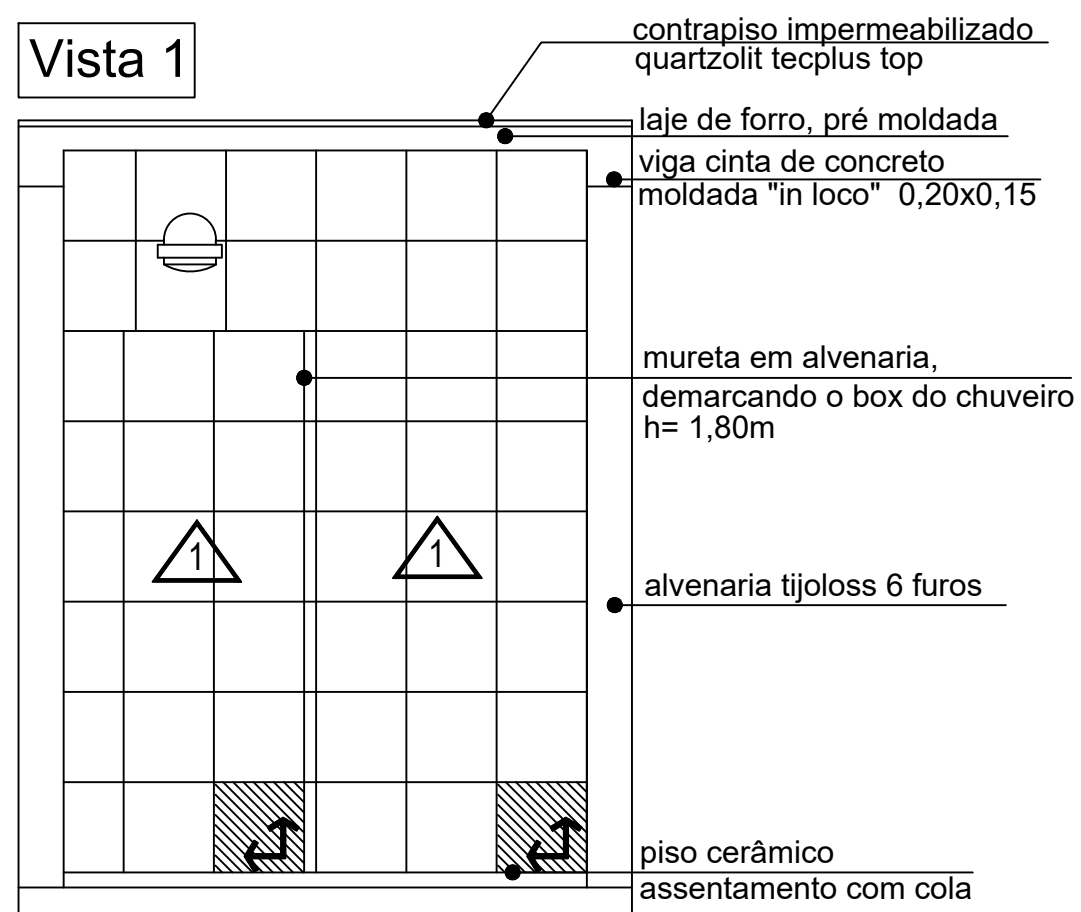 Vista 1
contrapiso impermeabilizado
quartzolit tecplus top
laje de forro, pré moldada
viga cinta de concreto
moldada "in loco" 0,20x0,15
mureta em alvenaria,
demarcando o box do chuveiro
h= 1,80m
1
1
alvenaria tijoloss 6 furos
piso cerâmico
assentamento com cola